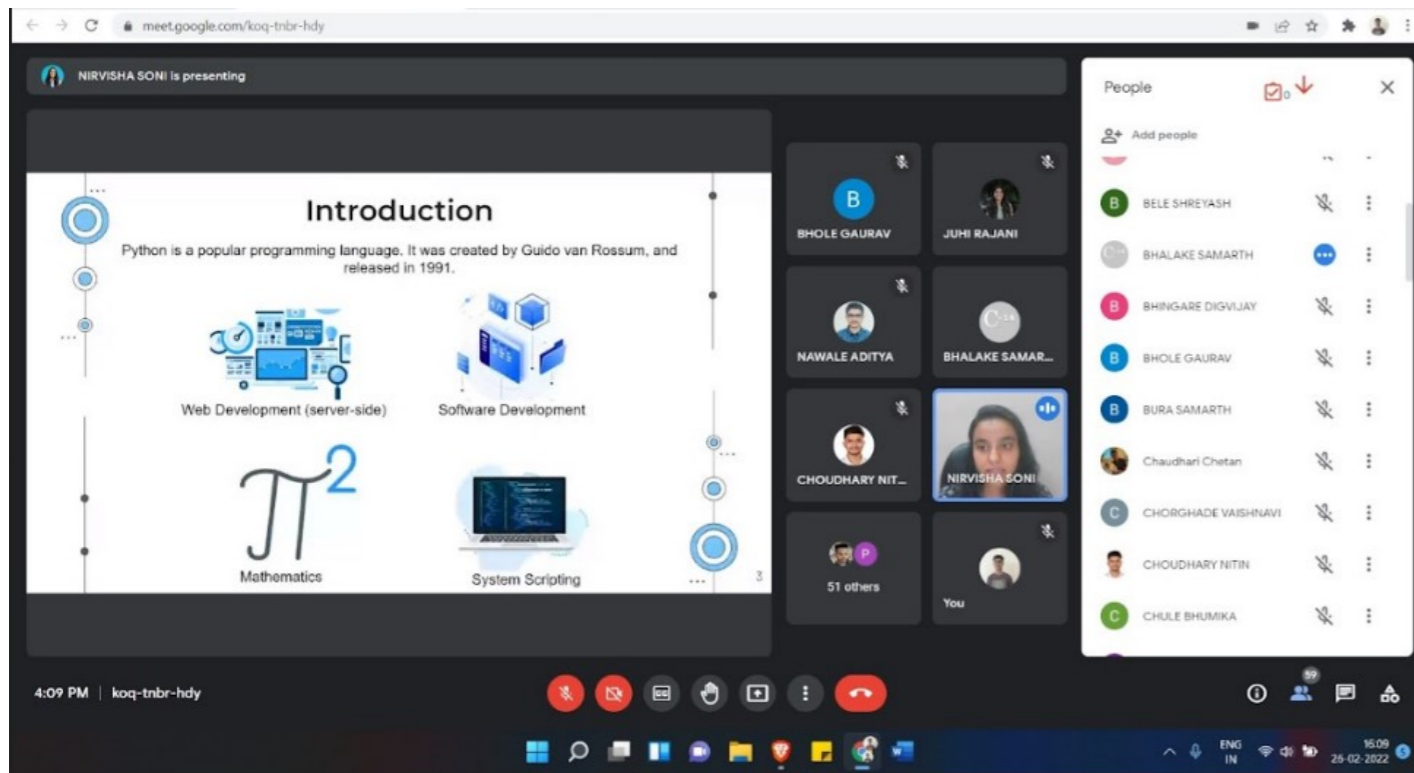 meet.google.com/koq-tnbr-hdy
NIRVISHA SONI is presenting
Introduction
Python is a popular programming language. It was created by Guido van Rossum, and
released in 1991.
Web Development (server-side)
Software Development
π2
Mathematics
System Scripting
3
B
BHOLE GAURAV
JUHI RAJANI
NAWALE ADITYA
BHALAKE SAMAR...
CHOUDHARY NIT...
NIRVISHA SONI
P
51 others
You
People
0
Add people
B BELE SHREYASH
BHALAKE SAMARTH
B BHINGARE DIGVIJAY
B BHOLE GAURAV
B BURA SAMARTH
Chaudhari Chetan
C CHORGHADE VAISHNAVI
CHOUDHARY NITIN
C CHULE BHUMIKA
4:09 PM | koq-tnbr-hdy
CC
59
ENG
IN
16:09
26-02-2022